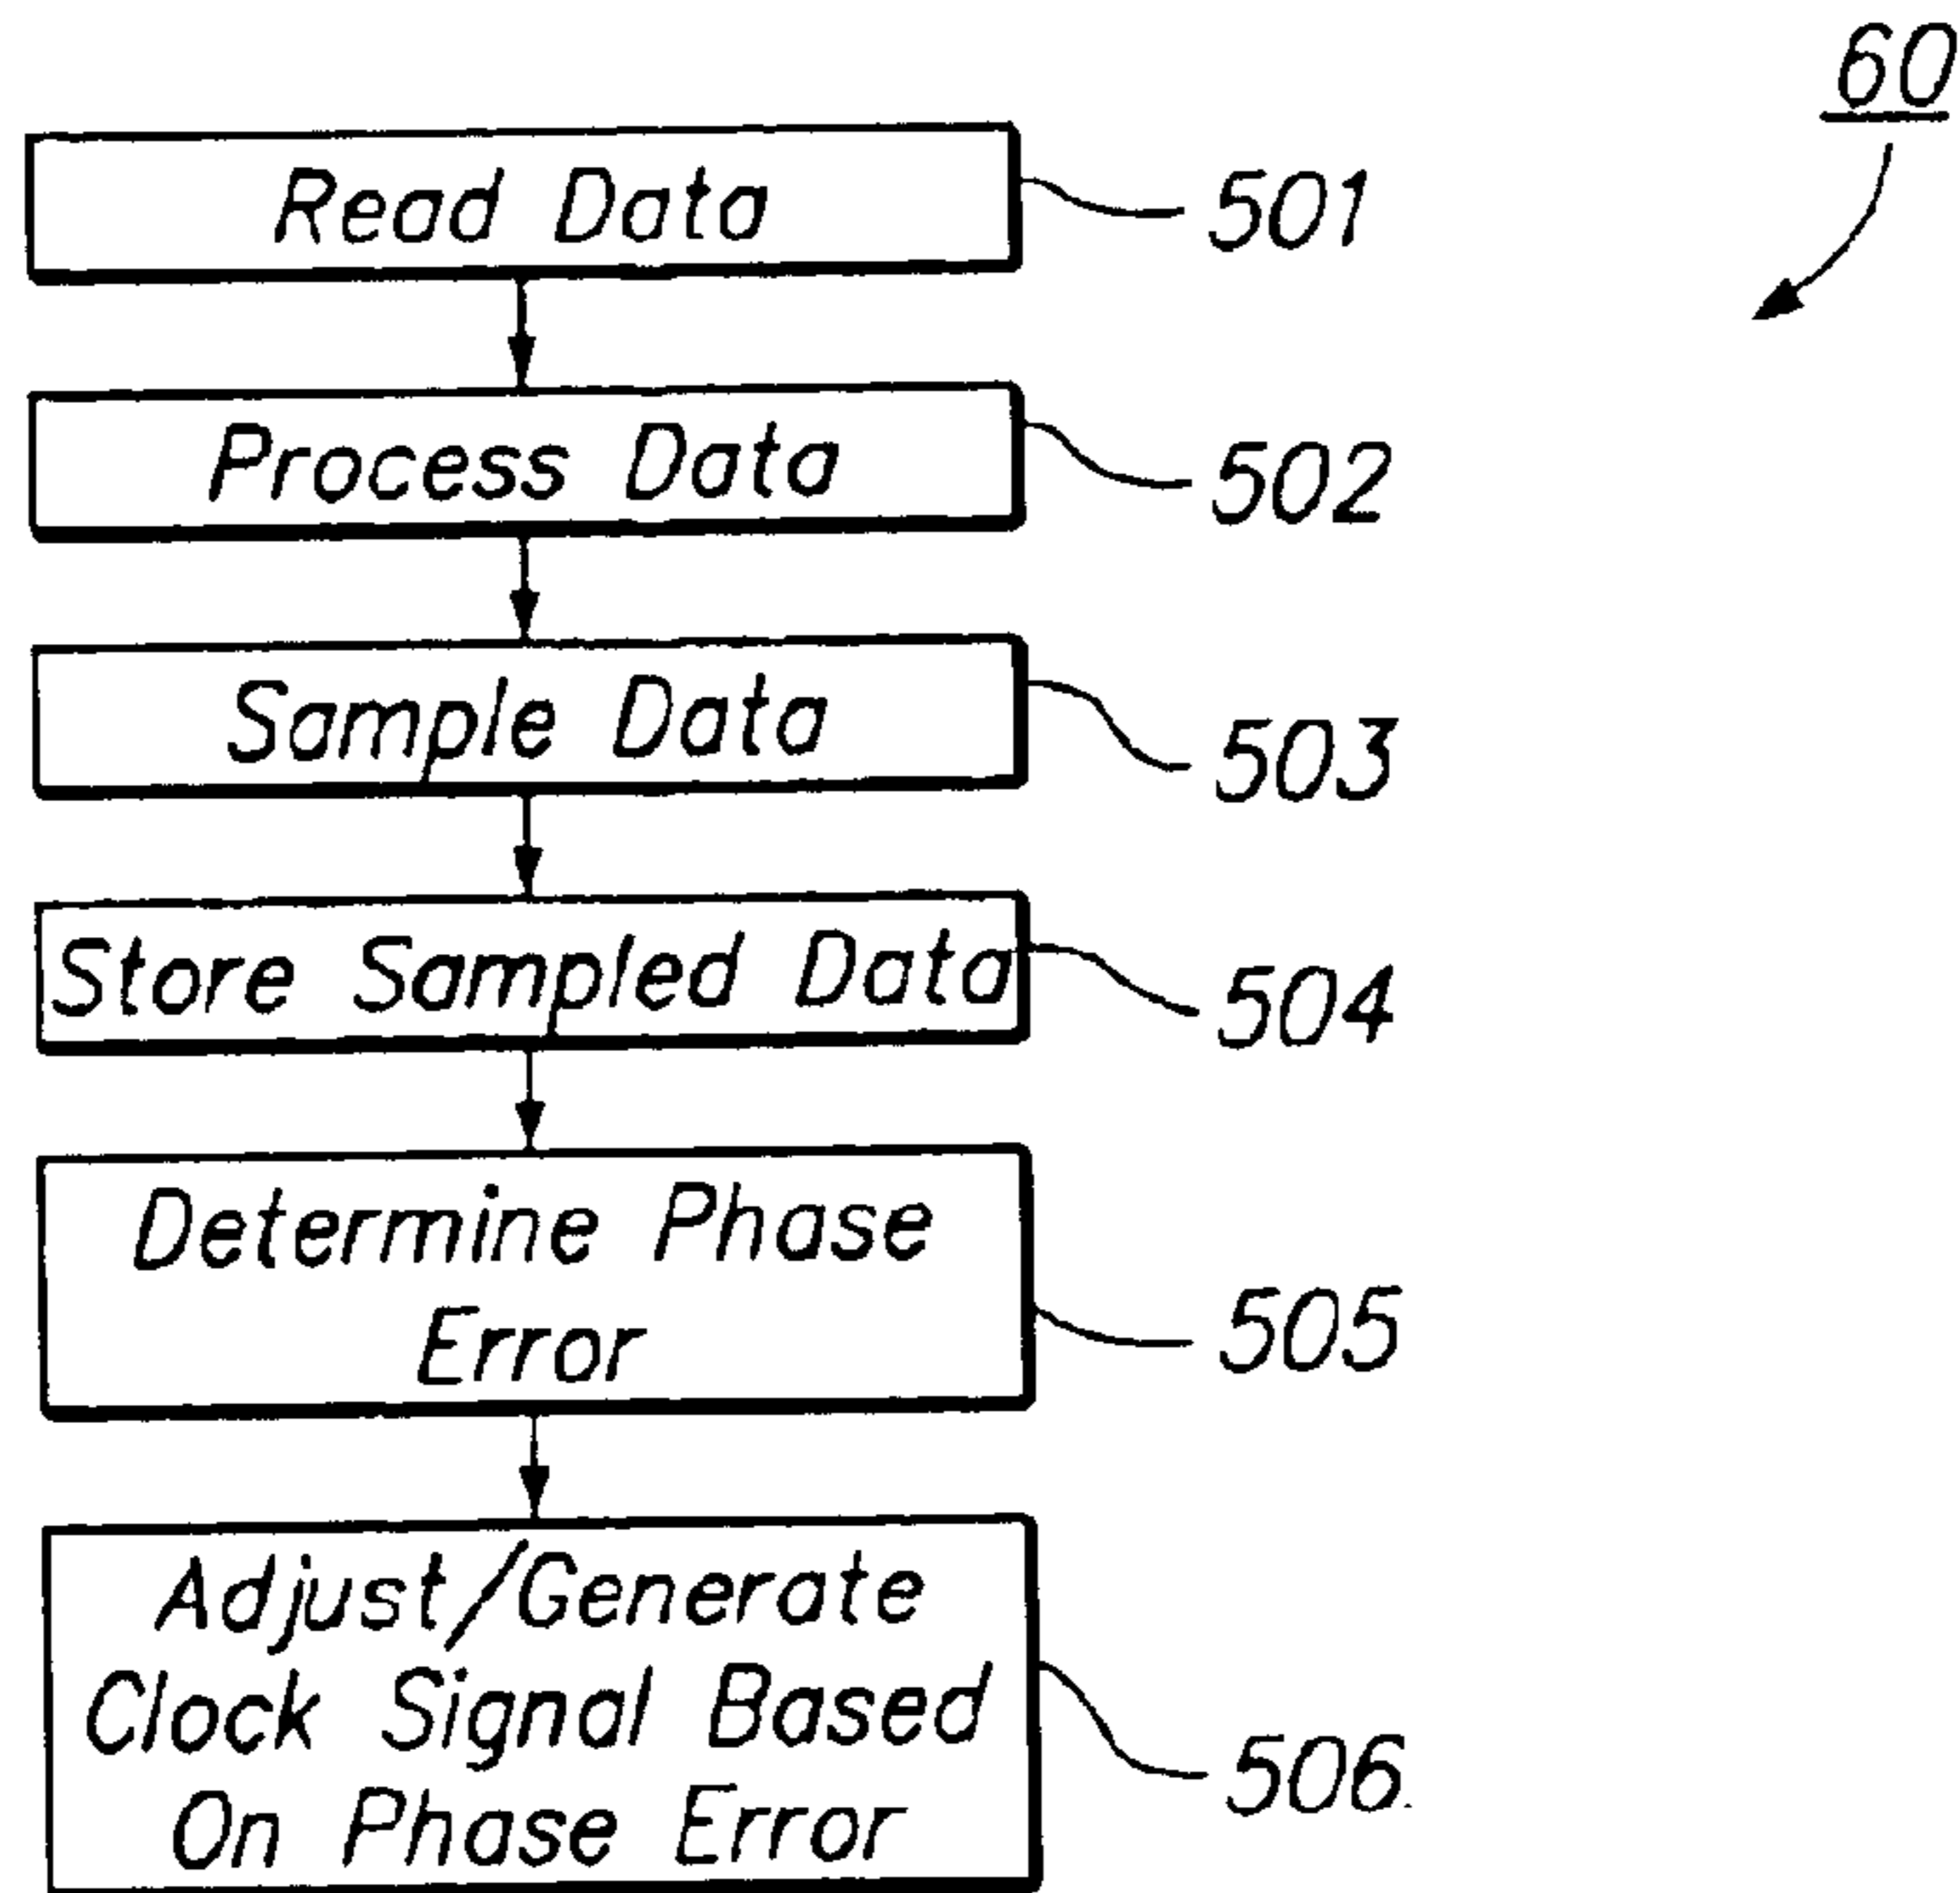 60
Read Data
501
Process Data
502
Sample Data
503
Store Sampled Data
504
Determine Phase
Error
505
Adjust/Generate
Clock Signal Based
On Phase Error
506